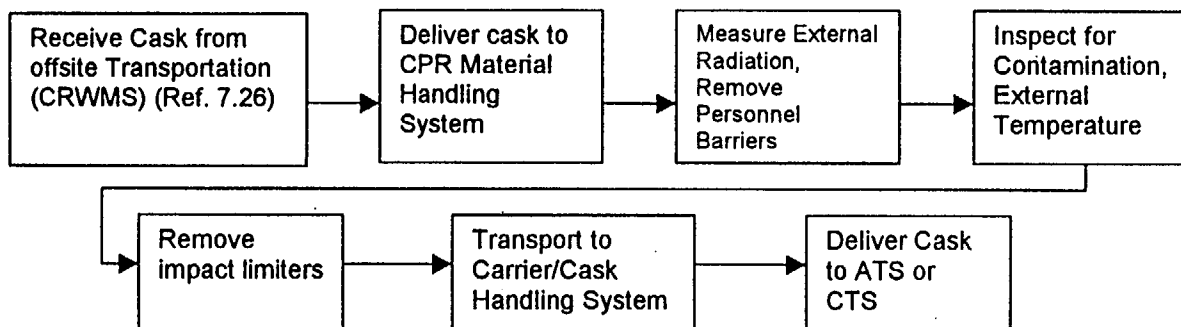 Receive Cask from
offsite Transportation
(CRWMS) (Ref. 7.26)
Deliver cask to
CPR Material
Handling
System
Measure External
Radiation,
Remove
Personnel
Barriers
Inspect for
Contamination,
External
Temperature
Remove
impact limiters
Transport to
Carrier/Cask
Handling System
Deliver Cask
to ATS or
CTS